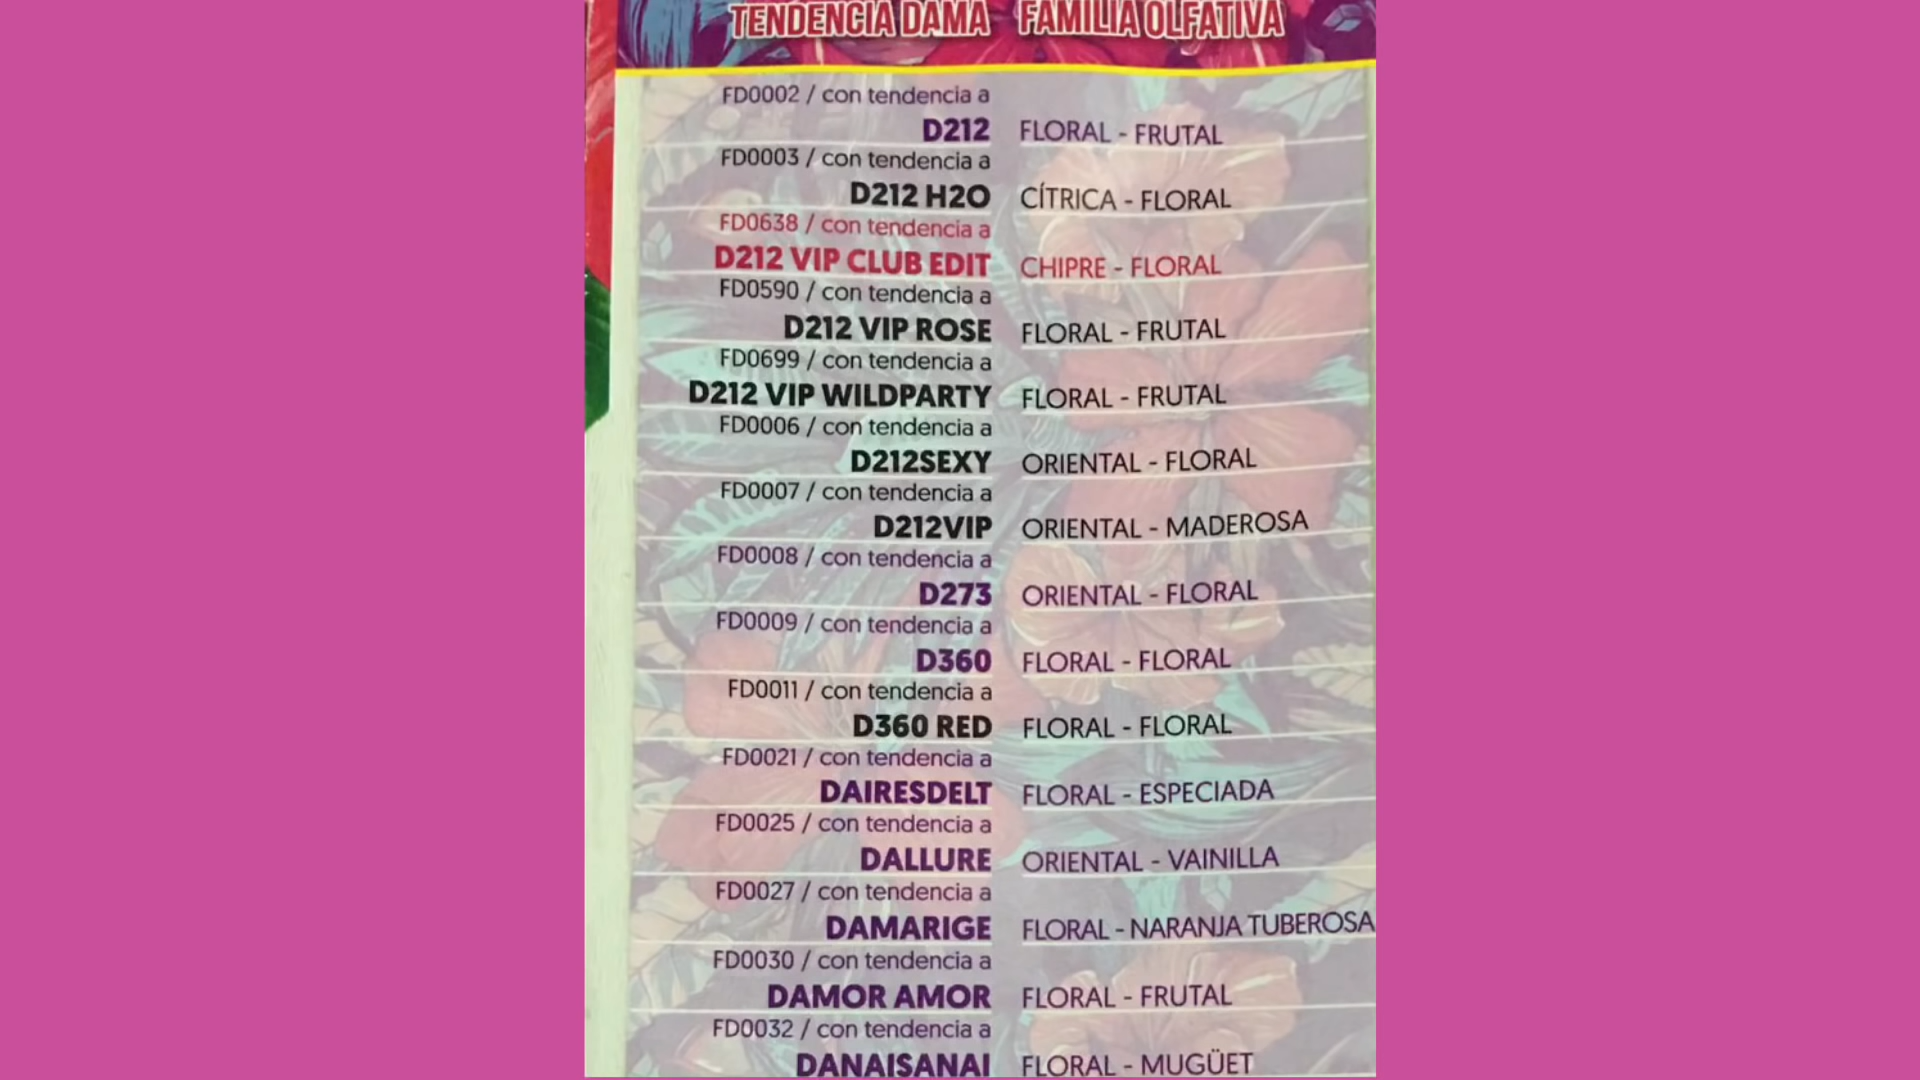 TENDENCIA DAMA FAMILIA OLFATIVA
FD0002 / con tendencia a
D212 FLORAL - FRUTAL
FD0003 / con tendencia a
D212 H2O CÍTRICA - FLORAL
FD0638 / con tendencia a
D212 VIP CLUB EDIT CHIPRE - FLORAL
FD0590 / con tendencia a
D212 VIP ROSE FLORAL - FRUTAL
FD0699 / con tendencia a
D212 VIP WILDPARTY FLORAL - FRUTAL
FD0006 / con tendencia a
D212SEXY ORIENTAL - FLORAL
FD0007 / con tendencia a
D212VIP ORIENTAL - MADEROSA
FD0008 / con tendencia a
D273 ORIENTAL - FLORAL
FD0009 / con tendencia a
D360 FLORAL - FLORAL
FD0011 / con tendencia a
D360 RED FLORAL - FLORAL
FD0021 / con tendencia a
DAIRESDELT FLORAL - ESPECIADA
FD0025 / con tendencia a
DALLURE ORIENTAL - VAINILLA
FD0027 / con tendencia a
DAMARIGE FLORAL - NARANJA TUBEROSA
FD0030 / con tendencia a
DAMOR AMOR FLORAL - FRUTAL
FD0032 / con tendencia a
DANAISANAI FLORAL - MUGÜET